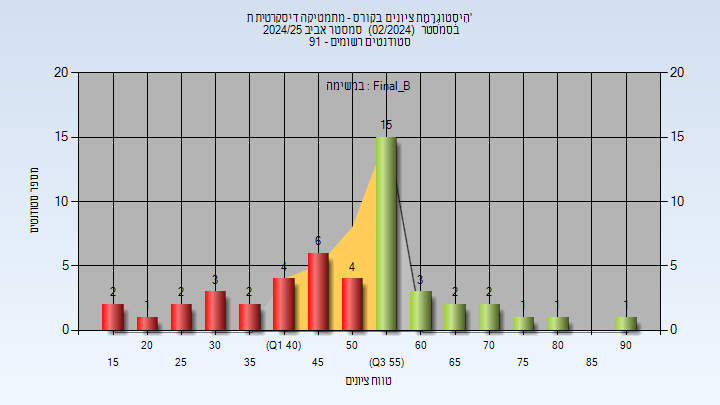 היסטוגרמת ציונים בקורס - מתמטיקה דיסקרטית ת'
בסמסטר (02/2024) סמסטר אביב 2024/25
סטודנטים רשומים - 91
במשימה : Final_B
מספר סטודנטים
20 20
15 15
10 10
5 5
0 0
2 1 2 3 2 4 6 4 15 3 2 2 1 1 1
20 30 (Q1 40) 50 60 70 80 90
15 25 35 45 (Q3 55) 65 75 85
טווח ציונים